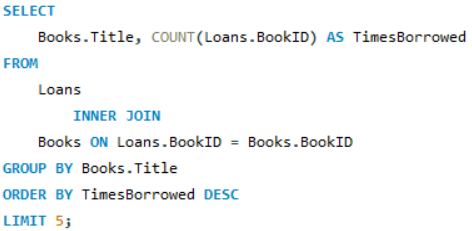 SELECT
Books.Title, COUNT(Loans.BookID) AS TimesBorrowed
FROM
Loans
INNER JOIN
Books ON Loans.BookID = Books.BookID
GROUP BY Books.Title
ORDER BY TimesBorrowed DESC
LIMIT 5;